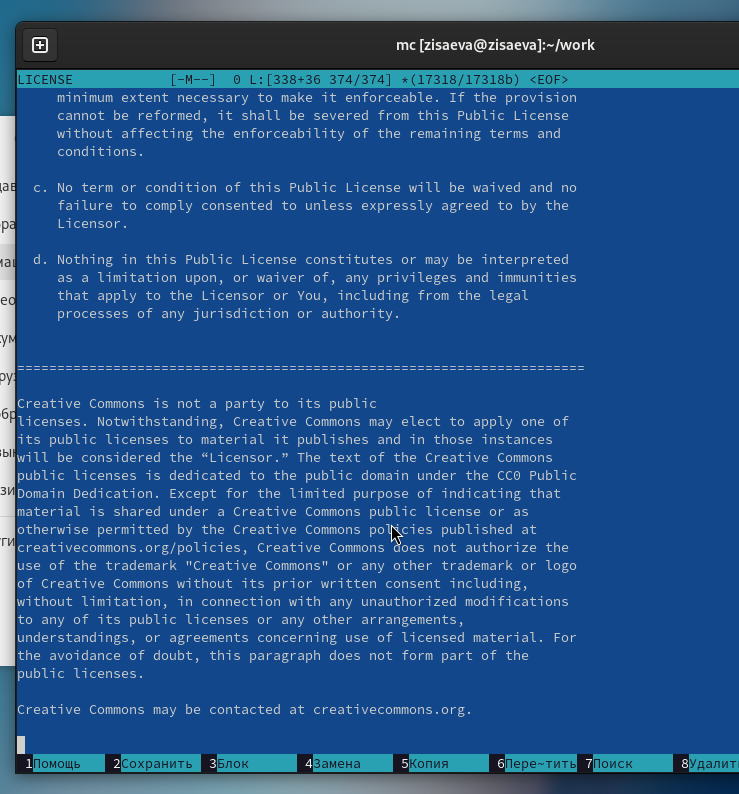 mc [zisaeva@zisaeva]:~/work
LICENSE [-M--] 0 L:[338+36 374/374] *(17318/17318b) <EOF>
minimum extent necessary to make it enforceable. If the provision
cannot be reformed, it shall be severed from this Public License
without affecting the enforceability of the remaining terms and
conditions.
c. No term or condition of this Public License will be waived and no
failure to comply consented to unless expressly agreed to by the
Licensor.
d. Nothing in this Public License constitutes or may be interpreted
as a limitation upon, or waiver of, any privileges and immunities
that apply to the Licensor or You, including from the legal
processes of any jurisdiction or authority.
=======================================================================
Creative Commons is not a party to its public
licenses. Notwithstanding, Creative Commons may elect to apply one of
its public licenses to material it publishes and in those instances
will be considered the “Licensor.” The text of the Creative Commons
public licenses is dedicated to the public domain under the CC0 Public
Domain Dedication. Except for the limited purpose of indicating that
material is shared under a Creative Commons public license or as
otherwise permitted by the Creative Commons policies published at
creativecommons.org/policies, Creative Commons does not authorize the
use of the trademark "Creative Commons" or any other trademark or logo
of Creative Commons without its prior written consent including,
without limitation, in connection with any unauthorized modifications
to any of its public licenses or any other arrangements,
understandings, or agreements concerning use of licensed material. For
the avoidance of doubt, this paragraph does not form part of the
public licenses.
Creative Commons may be contacted at creativecommons.org.
1Помощь 2Сохранить 3Блок 4Замена 5Копия 6Пере~тить 7Поиск 8Удалит